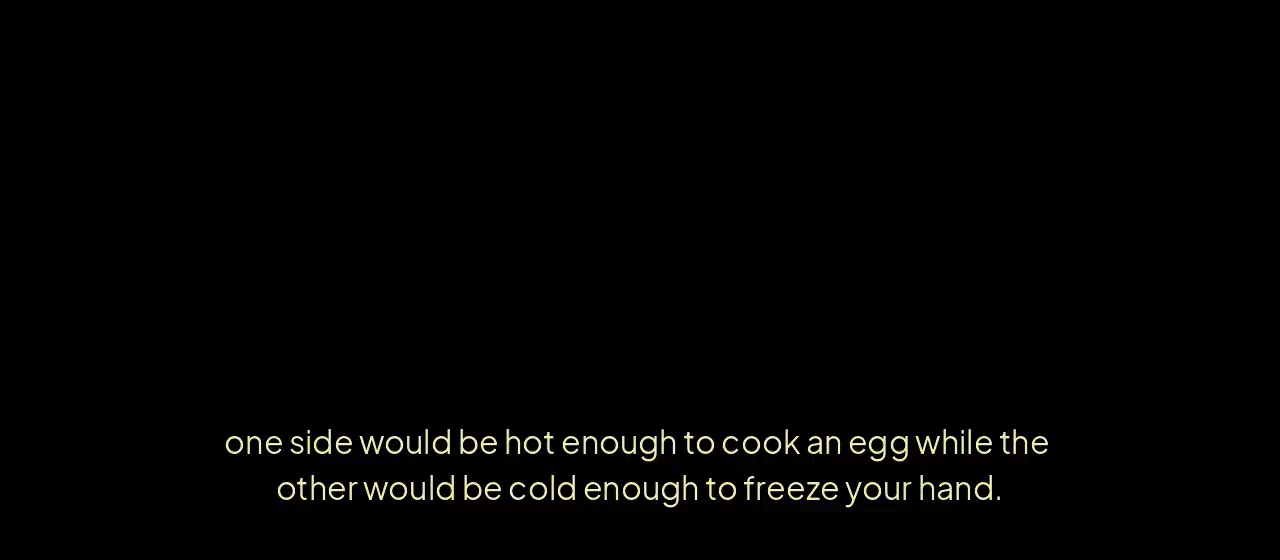 one side would be hot enough to cook an egg while the
other would be cold enough to freeze your hand.